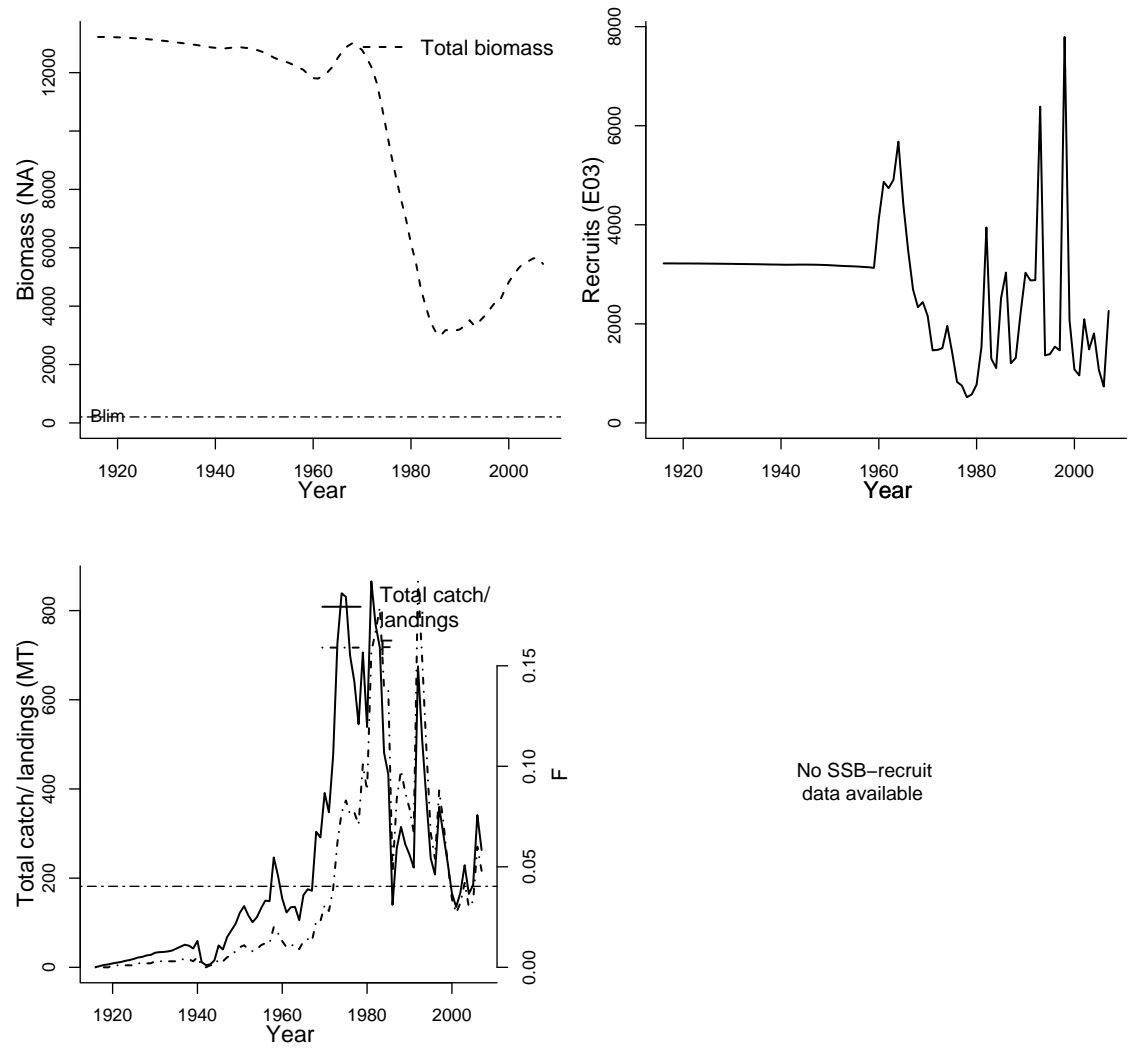 Total biomass
Biomass (NA)
0
2000
4000
6000
8000
12000
Blim
1920
1940
1960
1980
2000
Year
Recruits (E03)
0
2000
4000
6000
8000
1920
1940
1960
1980
2000
Year
Total catch/
landings
F
Total catch/ landings (MT)
0
200
400
600
800
0.00
0.05
0.10
0.15
F
1920
1940
1960
1980
2000
Year
No SSB−recruit
data available